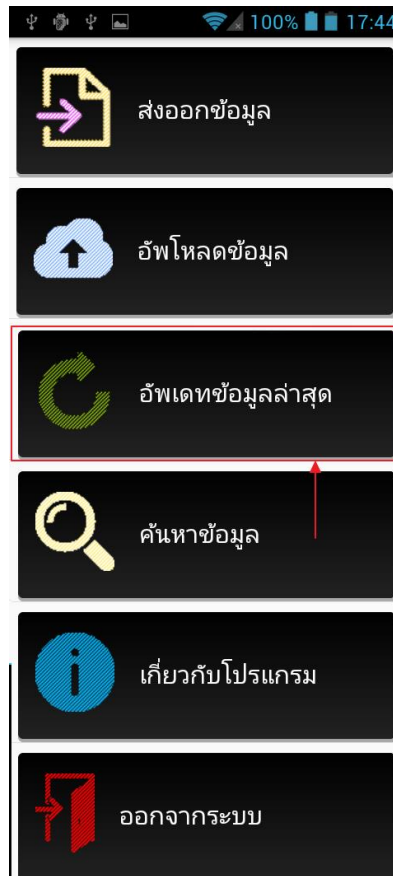 100% 17:44
ส่งออกข้อมูล
อัพโหลดข้อมูล
อัพเดทข้อมูลล่าสุด
ค้นหาข้อมูล
เกี่ยวกับโปรแกรม
ออกจากระบบ